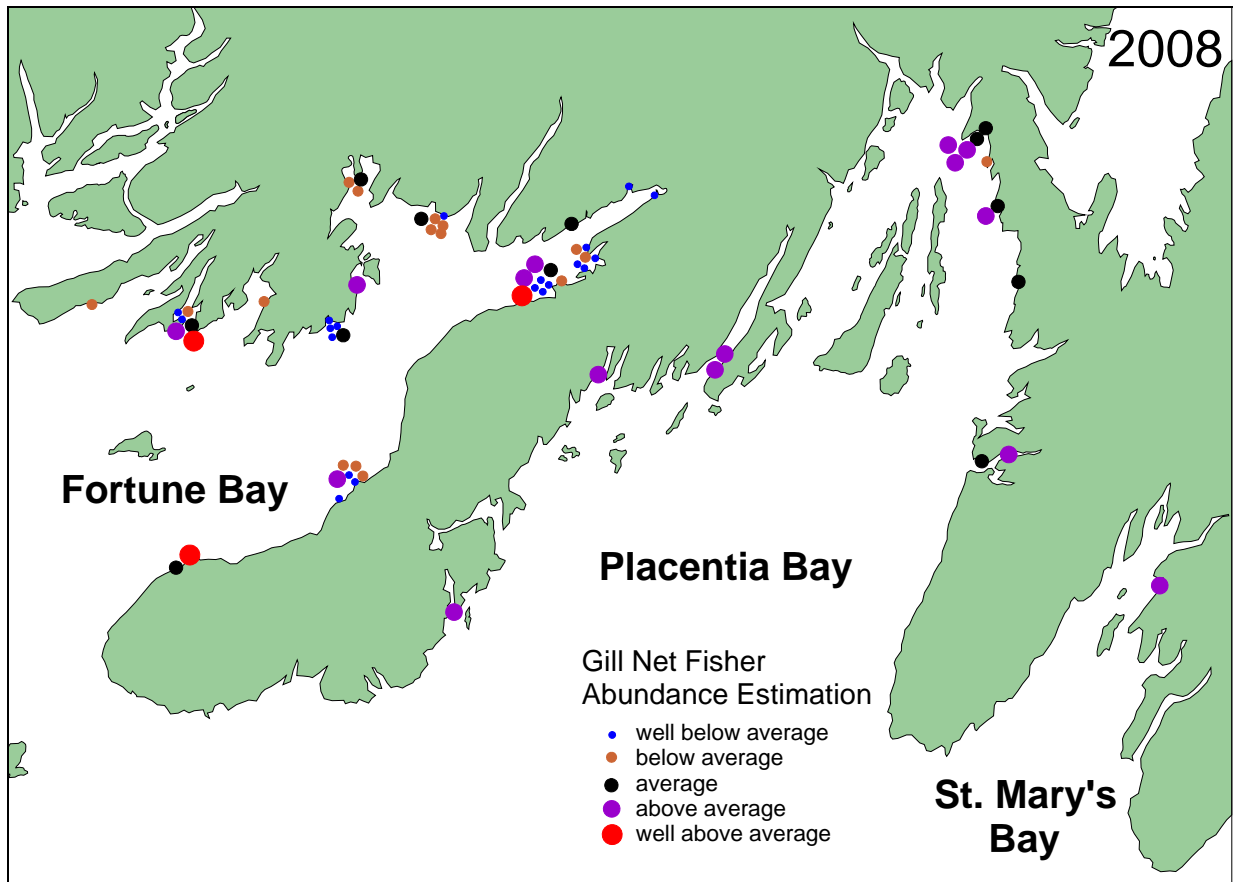 2008
Fortune Bay
Placentia Bay
Gill Net Fisher
Abundance Estimation
well below average
below average
average
above average
well above average
St. Mary's
Bay